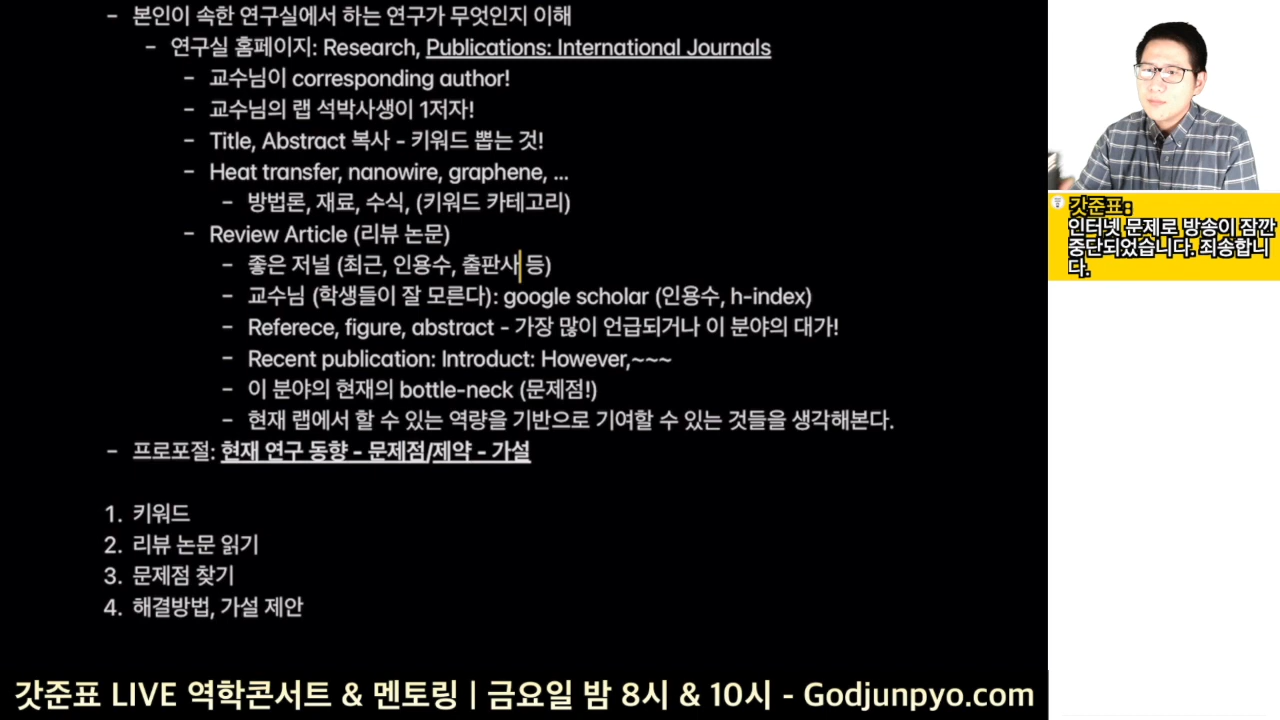 - 본인이 속한 연구실에서 하는 연구가 무엇인지 이해
- 연구실 홈페이지: Research, Publications: International Journals
- 교수님이 corresponding author!
- 교수님의 랩 석박사생이 1저자!
- Title, Abstract 복사 - 키워드 뽑는 것!
- Heat transfer, nanowire, graphene, ...
- 방법론, 재료, 수식, (키워드 카테고리)
- Review Article (리뷰 논문)
- 좋은 저널 (최근, 인용수, 출판사 등)
- 교수님 (학생들이 잘 모른다): google scholar (인용수, h-index)
- Referece, figure, abstract - 가장 많이 언급되거나 이 분야의 대가!
- Recent publication: Introduct: However,~~~
- 이 분야의 현재의 bottle-neck (문제점!)
- 현재 랩에서 할 수 있는 역량을 기반으로 기여할 수 있는 것들을 생각해본다.
- 프로포절: 현재 연구 동향 - 문제점/제약 - 가설
1. 키워드
2. 리뷰 논문 읽기
3. 문제점 찾기
4. 해결방법, 가설 제안
갓준표:
인터넷 문제로 방송이 잠깐
중단되었습니다. 죄송합니
다.
갓준표 LIVE 역학콘서트 & 멘토링 | 금요일 밤 8시 & 10시 - Godjunpyo.com